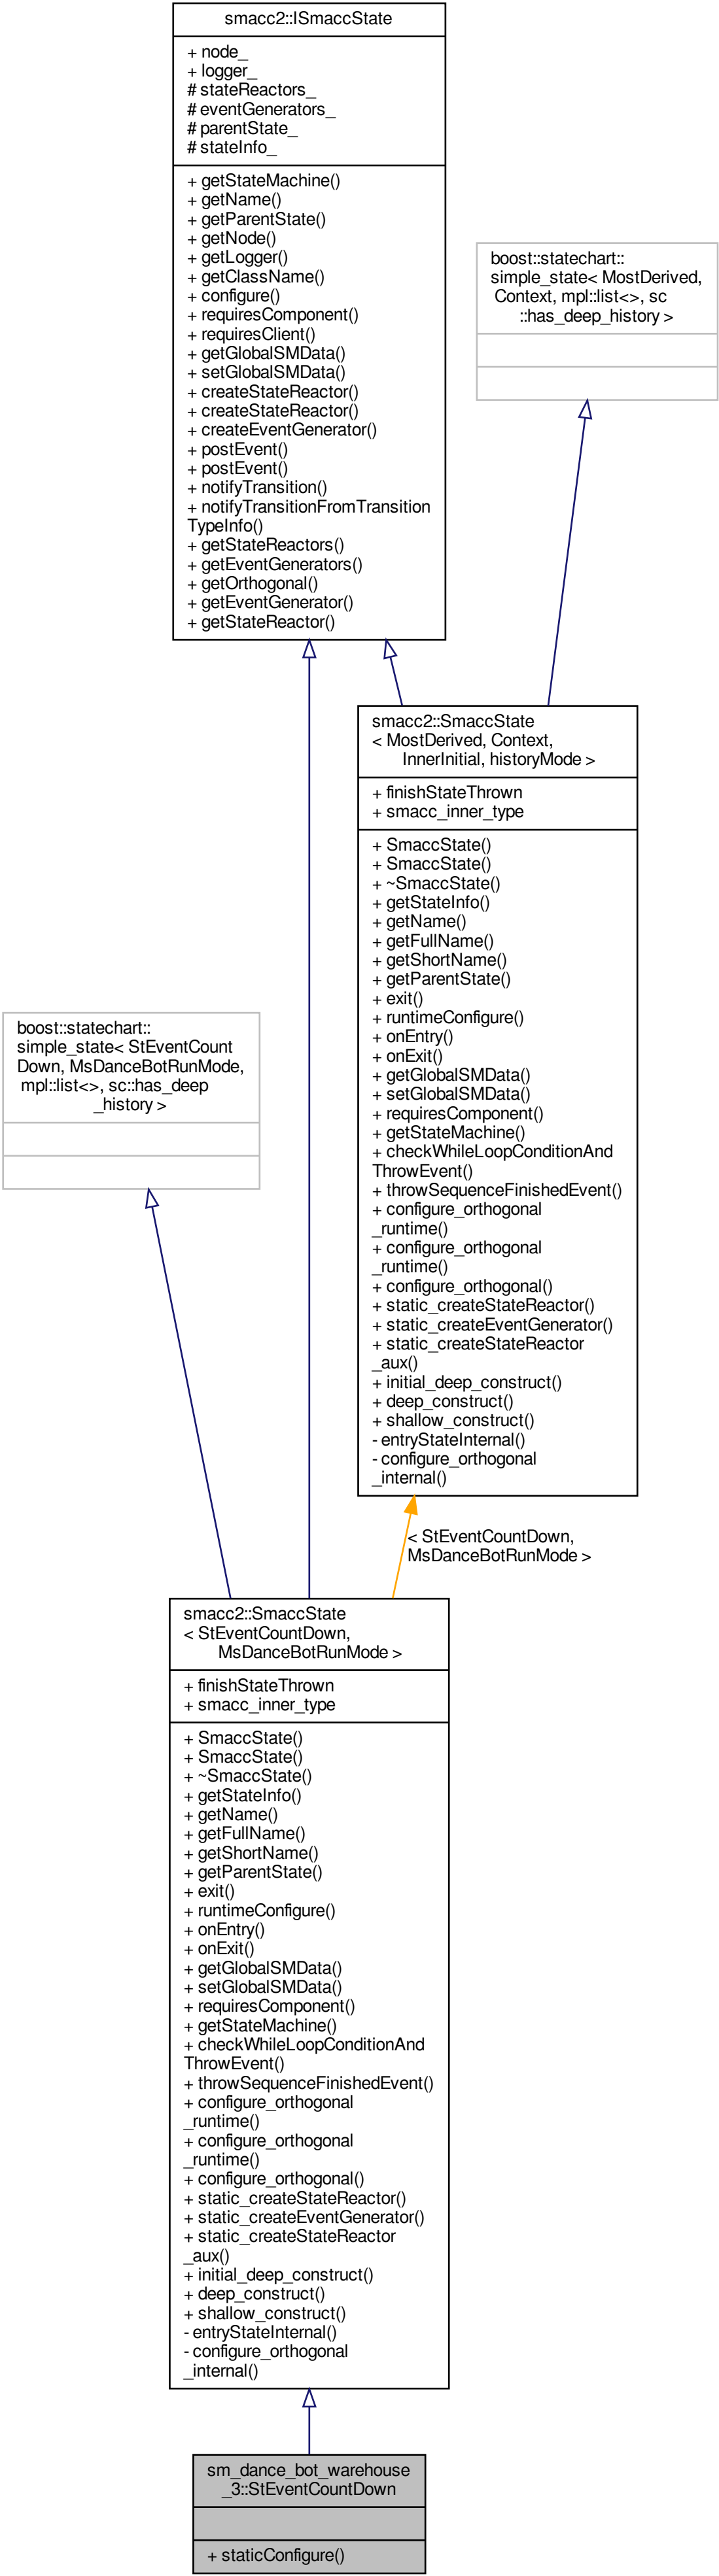 smacc2::ISmaccState
+ node_
+ logger_
# stateReactors_
# eventGenerators_
# parentState_
# stateInfo_
+ getStateMachine()
+ getName()
+ getParentState()
+ getNode()
+ getLogger()
+ getClassName()
+ configure()
+ requiresComponent()
+ requiresClient()
+ getGlobalSMData()
+ setGlobalSMData()
+ createStateReactor()
+ createStateReactor()
+ createEventGenerator()
+ postEvent()
+ postEvent()
+ notifyTransition()
+ notifyTransitionFromTransition
TypeInfo()
+ getStateReactors()
+ getEventGenerators()
+ getOrthogonal()
+ getEventGenerator()
+ getStateReactor()
boost::statechart::
simple_state< MostDerived,
Context, mpl::list<>, sc
::has_deep_history >
smacc2::SmaccState
< MostDerived, Context,
InnerInitial, historyMode >
+ finishStateThrown
+ smacc_inner_type
+ SmaccState()
+ SmaccState()
+ ~SmaccState()
+ getStateInfo()
+ getName()
+ getFullName()
+ getShortName()
+ getParentState()
+ exit()
+ runtimeConfigure()
+ onEntry()
+ onExit()
+ getGlobalSMData()
+ setGlobalSMData()
+ requiresComponent()
+ getStateMachine()
+ checkWhileLoopConditionAnd
ThrowEvent()
+ throwSequenceFinishedEvent()
+ configure_orthogonal
_runtime()
+ configure_orthogonal
_runtime()
+ configure_orthogonal()
+ static_createStateReactor()
+ static_createEventGenerator()
+ static_createStateReactor
_aux()
+ initial_deep_construct()
+ deep_construct()
+ shallow_construct()
- entryStateInternal()
- configure_orthogonal
_internal()
boost::statechart::
simple_state< StEventCount
Down, MsDanceBotRunMode,
mpl::list<>, sc::has_deep
_history >
< StEventCountDown,
MsDanceBotRunMode >
smacc2::SmaccState
< StEventCountDown,
MsDanceBotRunMode >
+ finishStateThrown
+ smacc_inner_type
+ SmaccState()
+ SmaccState()
+ ~SmaccState()
+ getStateInfo()
+ getName()
+ getFullName()
+ getShortName()
+ getParentState()
+ exit()
+ runtimeConfigure()
+ onEntry()
+ onExit()
+ getGlobalSMData()
+ setGlobalSMData()
+ requiresComponent()
+ getStateMachine()
+ checkWhileLoopConditionAnd
ThrowEvent()
+ throwSequenceFinishedEvent()
+ configure_orthogonal
_runtime()
+ configure_orthogonal
_runtime()
+ configure_orthogonal()
+ static_createStateReactor()
+ static_createEventGenerator()
+ static_createStateReactor
_aux()
+ initial_deep_construct()
+ deep_construct()
+ shallow_construct()
- entryStateInternal()
- configure_orthogonal
_internal()
sm_dance_bot_warehouse
_3::StEventCountDown
+ staticConfigure()